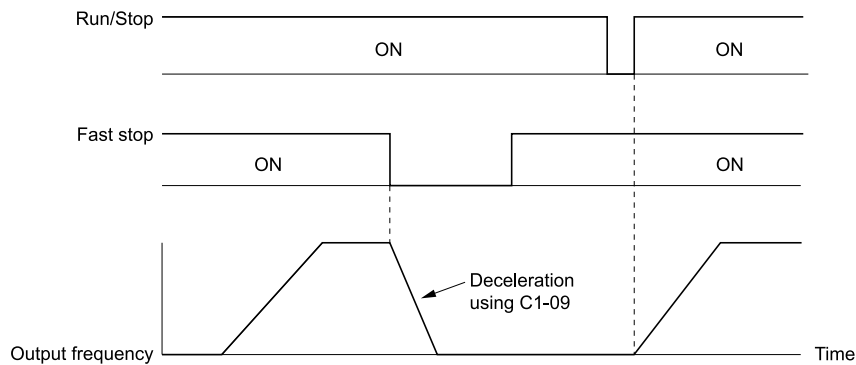 Run/Stop
ON
ON
Fast stop
ON
ON
Deceleration
using C1-09
Output frequency
Time